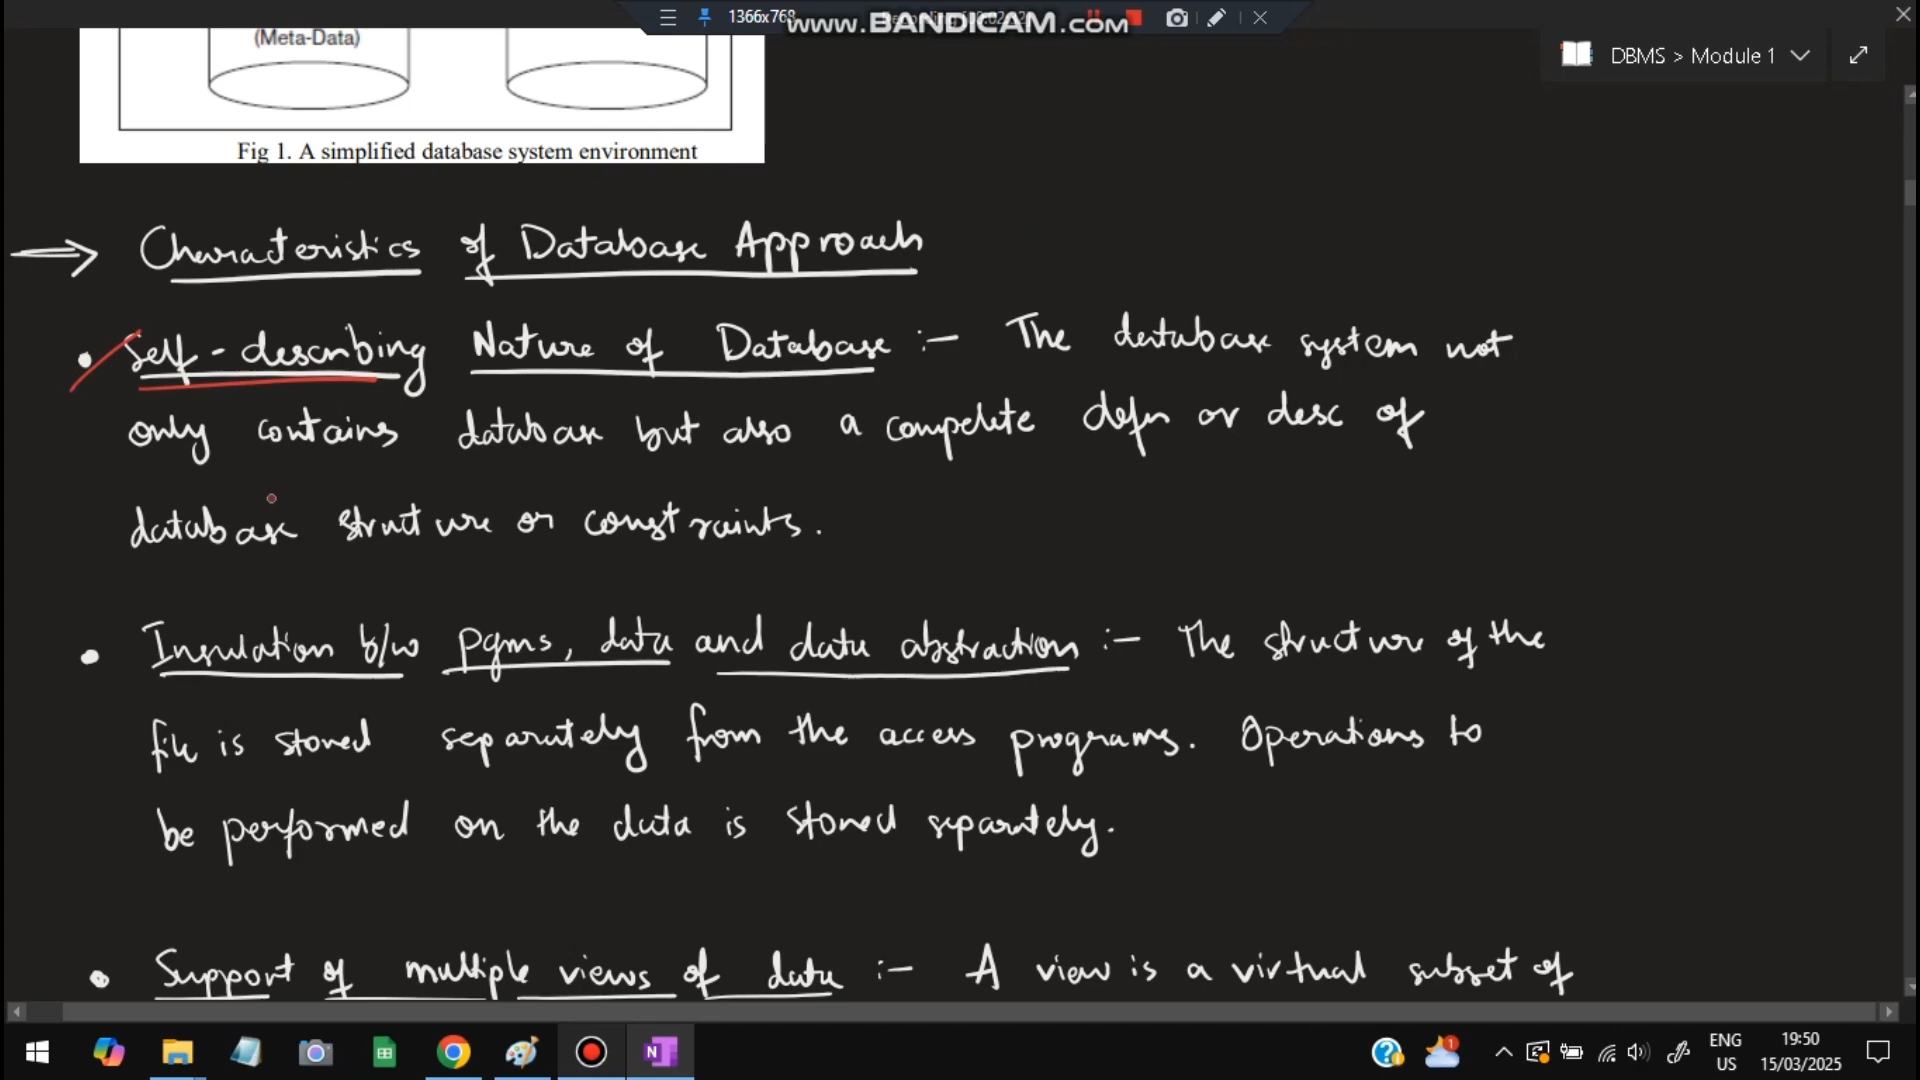 1366x768
www.BANDICAM.com
DBMS > Module 1
(Meta-Data)
Fig 1. A simplified database system environment
Characteristics of Database Approach
• Self-describing Nature of Database :- The database system not
only contains database but also a complete defn or desc of
database structure or constraints.
• Insulation b/w pgms, data and data abstraction :- The structure of the
file is stored separately from the access programs. Operations to
be performed on the data is stored separately.
• Support of multiple views of data :- A view is a virtual subset of
1
ENG
US
19:50
15/03/2025